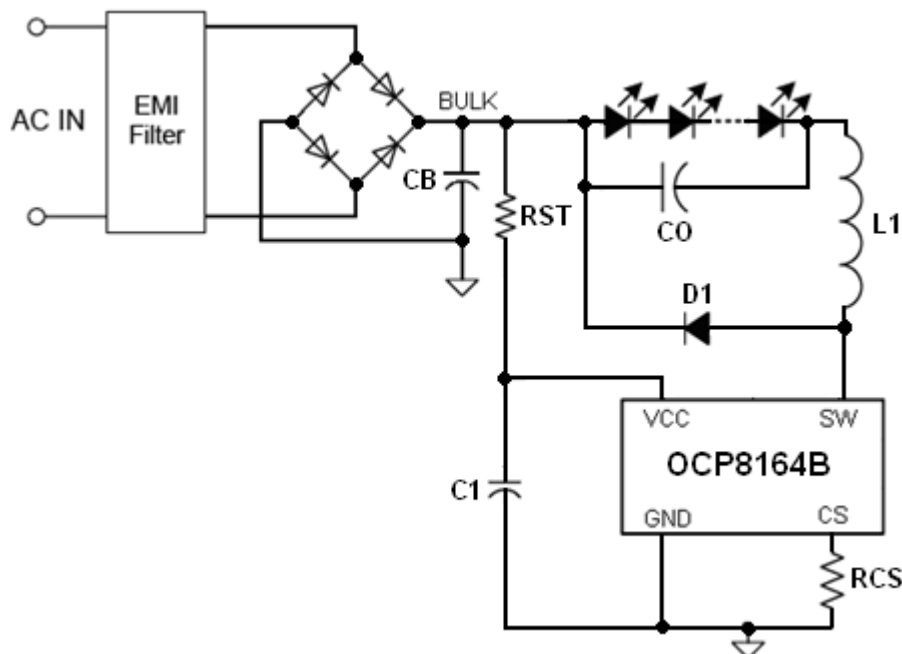 AC IN
EMI
Filter
BULK
CB
RST
CO
L1
D1
C1
VCC
SW
OCP8164B
GND
CS
RCS